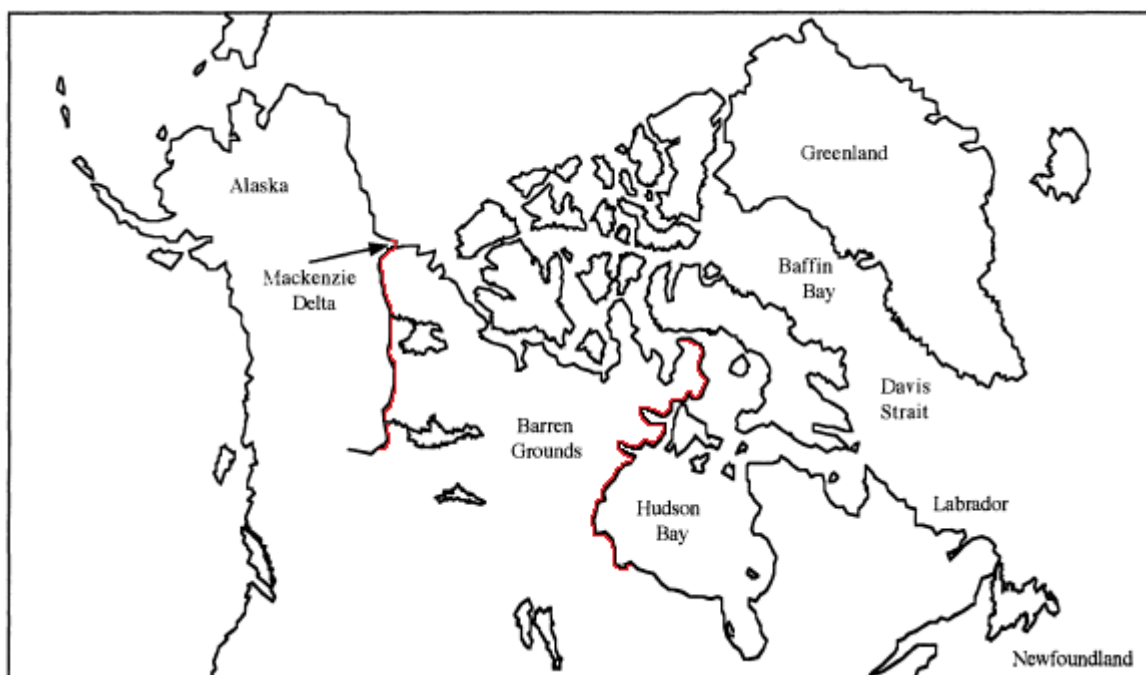 Greenland
Alaska
Mackenzie
Delta
Baffin
Bay
Davis
Strait
Barren
Grounds
Hudson
Bay
Labrador
Newfoundland